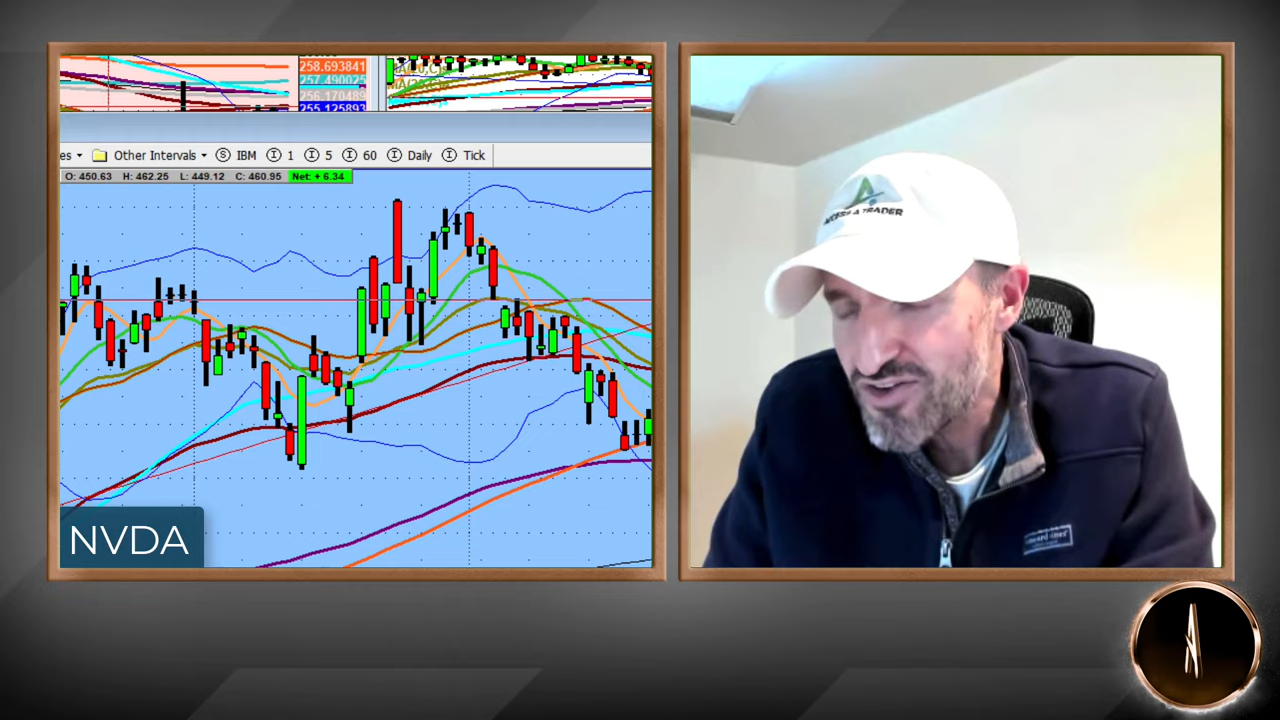 258.693841
257.490025
256.170489
255.125893
es Other Intervals S IBM I 1 I 5 I 60 I Daily I Tick
O: 450.63 H: 462.25 L: 449.12 C: 460.95 Net: + 6.34
NVDA
ACCESS A TRADER